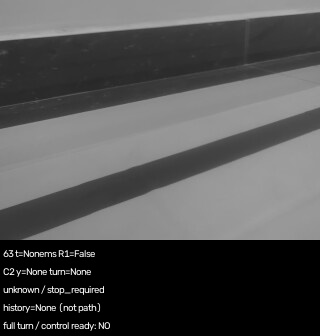 63 t=Nonems R1=False
C2 y=None turn=None
unknown / stop_required
history=None (not path)
full turn / control ready: NO